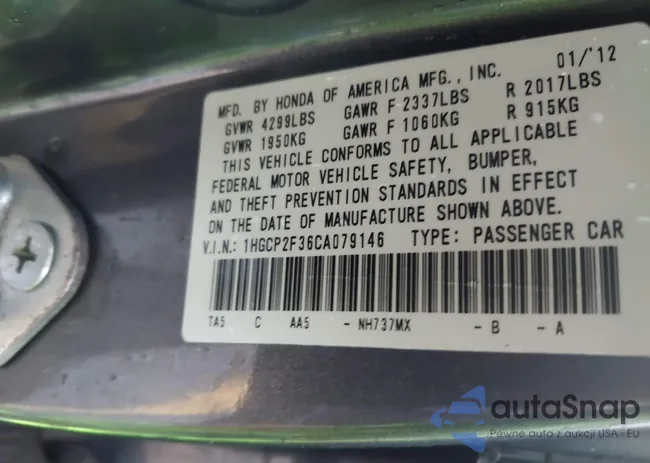 MFD. BY HONDA OF AMERICA MFG., INC. 01/'12
GVWR 4299LBS GAWR F 2337LBS R 2017LBS
GVWR 1950KG GAWR F 1060KG R 915KG
THIS VEHICLE CONFORMS TO ALL APPLICABLE
FEDERAL MOTOR VEHICLE SAFETY, BUMPER,
AND THEFT PREVENTION STANDARDS IN EFFECT
ON THE DATE OF MANUFACTURE SHOWN ABOVE.
V.I.N.: 1HGCP2F36CA079146 TYPE: PASSENGER CAR
TA5 C AA5 - NH737MX - B - A
autaSnap
Pewne auto z aukcji USA i EU